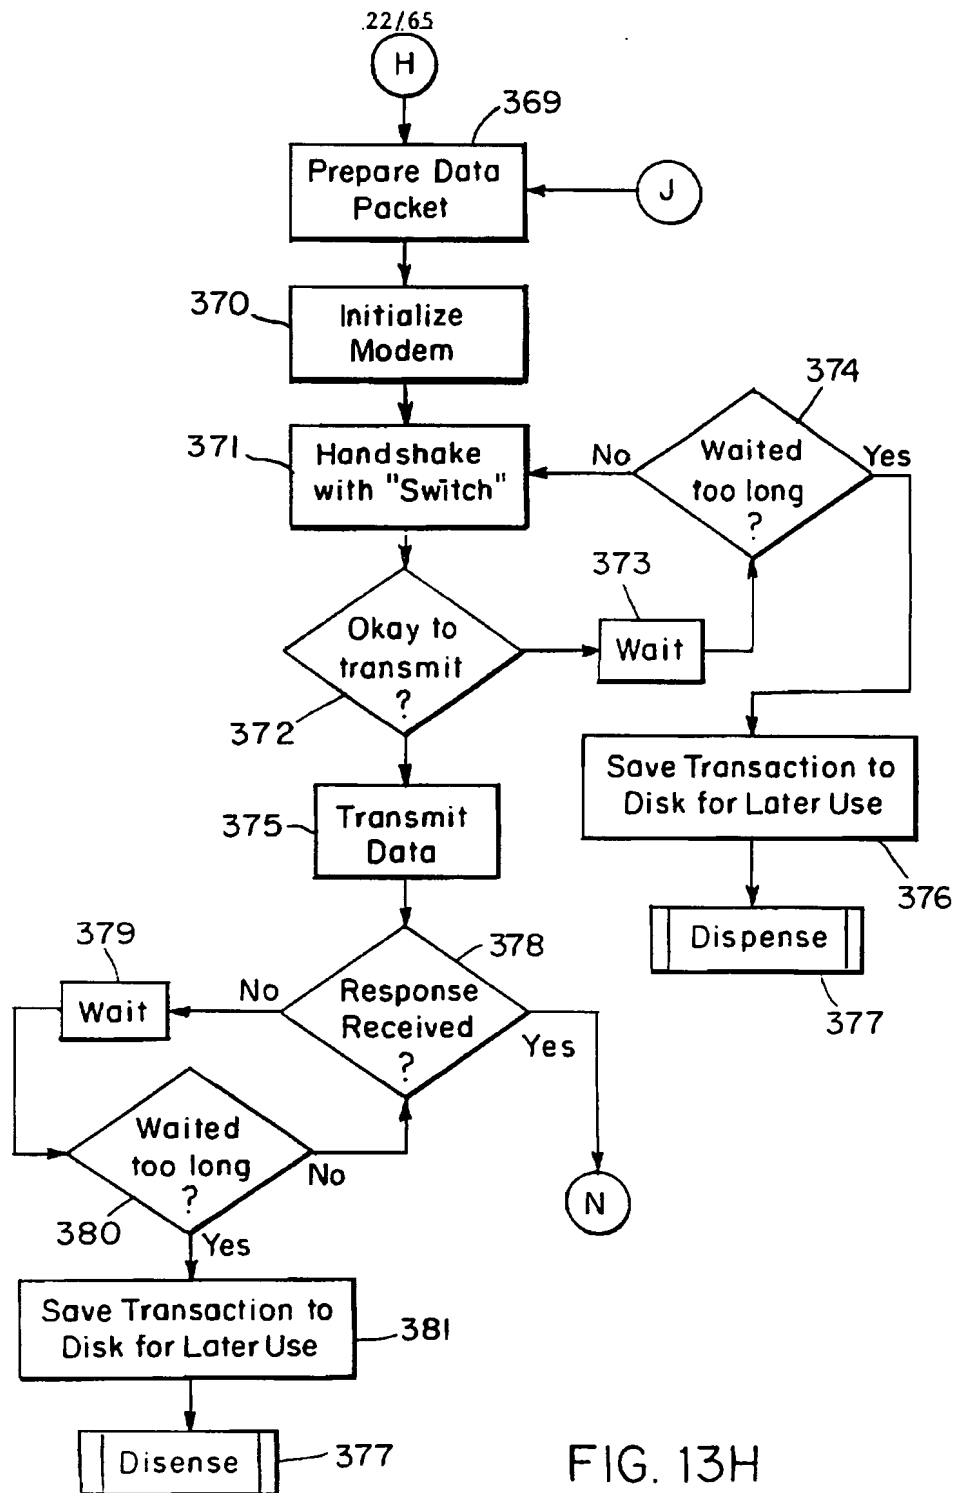 22/65
H
369
Prepare Data
Packet
J
370
Initialize
Modem
371
Handshake
with "Switch"
374
Waited
too long
?
No
Yes
373
Wait
Okay to
transmit
?
372
Save Transaction to
Disk for Later Use
376
375
Transmit
Data
Dispense
377
379
Wait
No
378
Response
Received
?
Yes
Waited
too long
?
No
380
Yes
N
Save Transaction to
Disk for Later Use
381
Disense
377
FIG. 13H